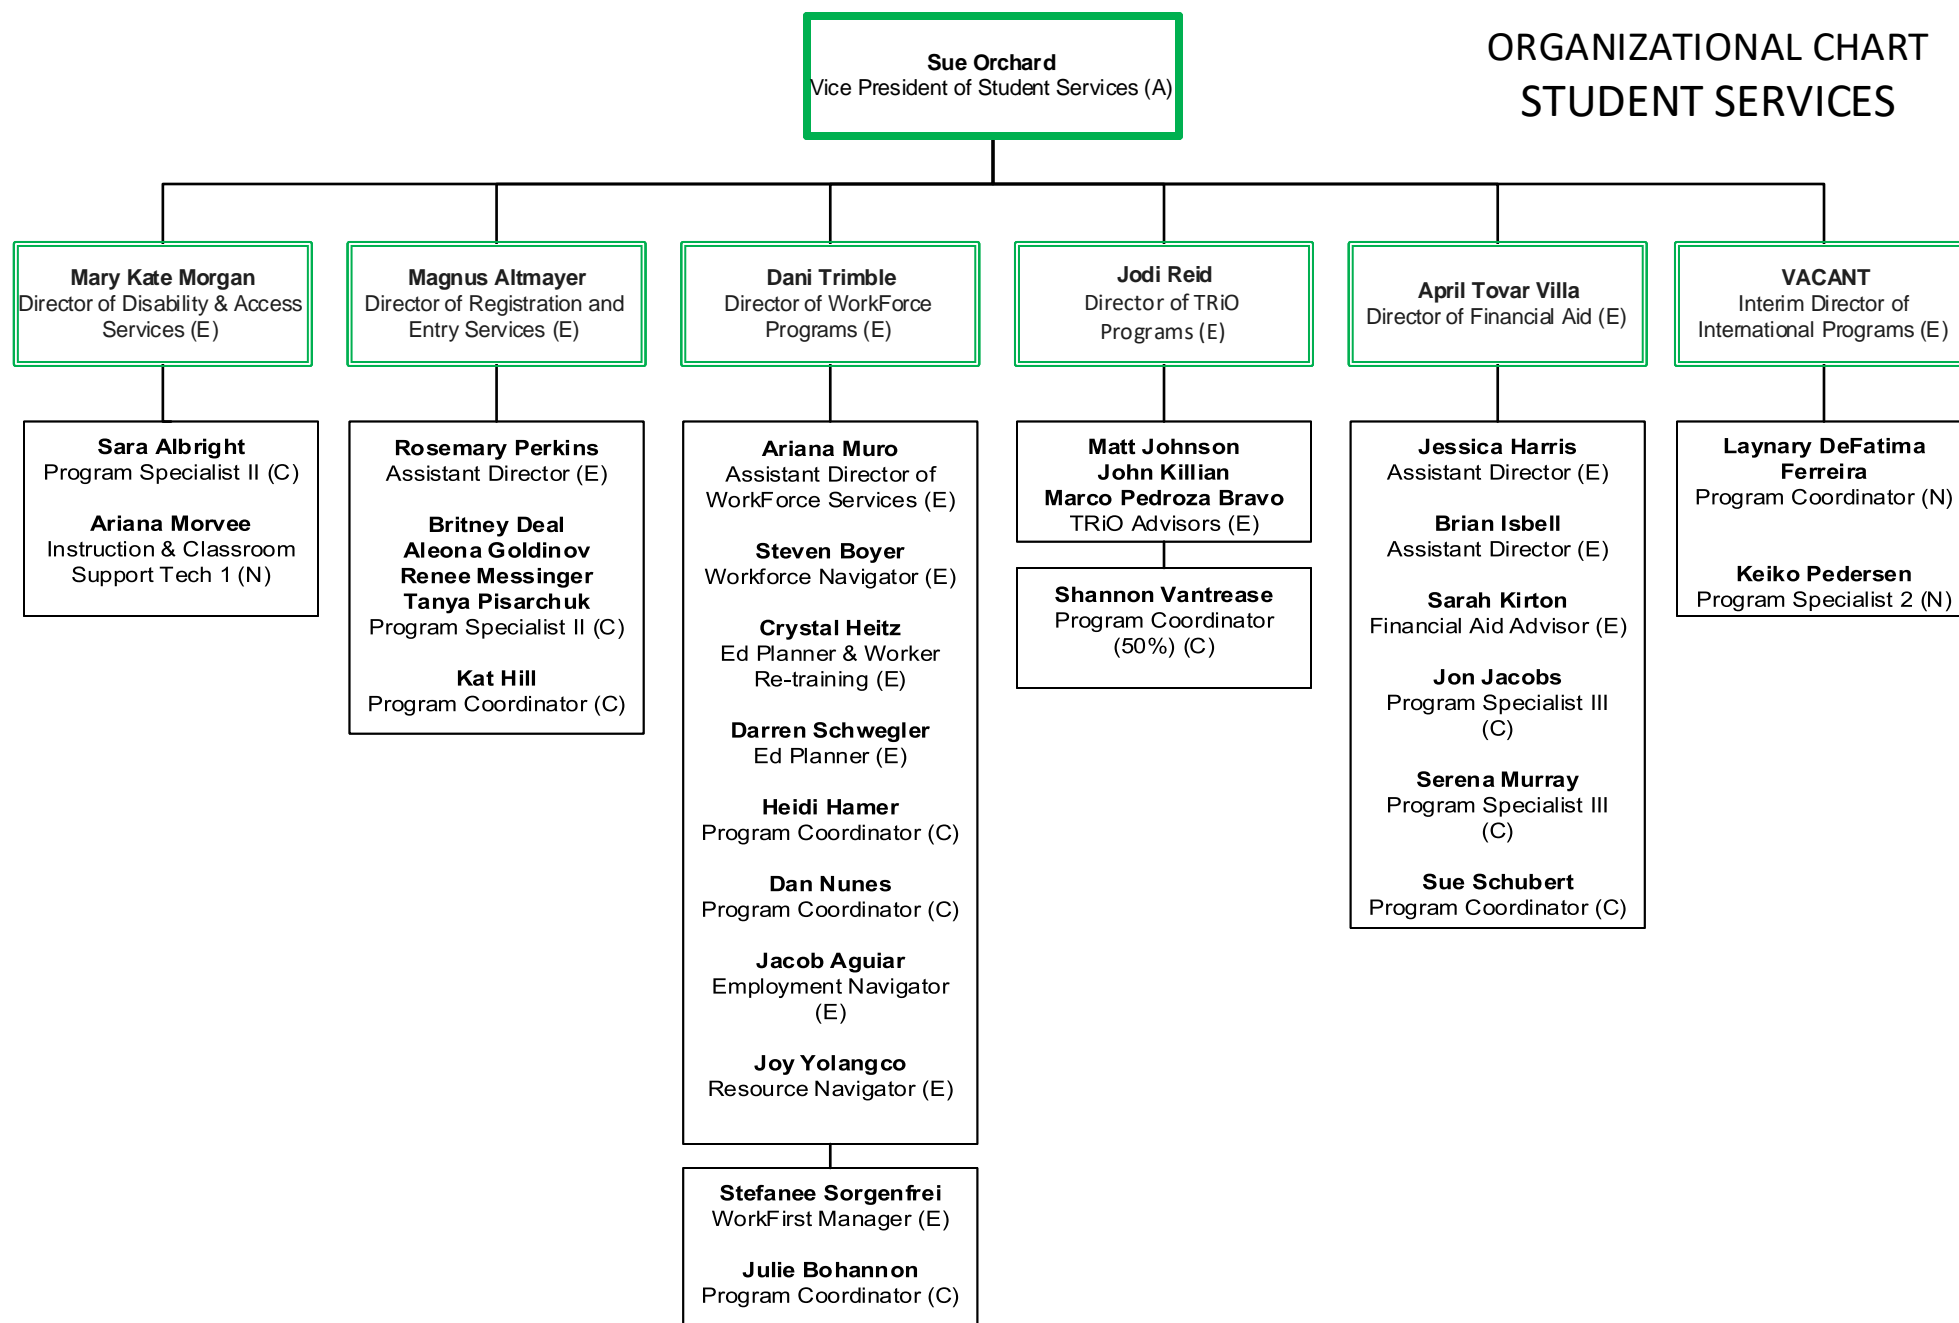 ORGANIZATIONAL CHART
STUDENT SERVICES
Sue Orchard
Vice President of Student Services (A)
Mary Kate Morgan
Director of Disability & Access
Services (E)
Magnus Altmayer
Director of Registration and
Entry Services (E)
Dani Trimble
Director of WorkForce
Programs (E)
Jodi Reid
Director of TRiO
Programs (E)
April Tovar Villa
Director of Financial Aid (E)
VACANT
Interim Director of
International Programs (E)
Sara Albright
Program Specialist II (C)
Ariana Morvee
Instruction & Classroom
Support Tech 1 (N)
Rosemary Perkins
Assistant Director (E)
Britney Deal
Aleona Goldinov
Renee Messinger
Tanya Pisarchuk
Program Specialist II (C)
Kat Hill
Program Coordinator (C)
Ariana Muro
Assistant Director of
WorkForce Services (E)
Steven Boyer
Workforce Navigator (E)
Crystal Heitz
Ed Planner & Worker
Re-training (E)
Darren Schwegler
Ed Planner (E)
Heidi Hamer
Program Coordinator (C)
Dan Nunes
Program Coordinator (C)
Jacob Aguiar
Employment Navigator
(E)
Joy Yolangco
Resource Navigator (E)
Stefanee Sorgenfrei
WorkFirst Manager (E)
Julie Bohannon
Program Coordinator (C)
Matt Johnson
John Killian
Marco Pedroza Bravo
TRiO Advisors (E)
Shannon Vantrease
Program Coordinator
(50%) (C)
Jessica Harris
Assistant Director (E)
Brian Isbell
Assistant Director (E)
Sarah Kirton
Financial Aid Advisor (E)
Jon Jacobs
Program Specialist III
(C)
Serena Murray
Program Specialist III
(C)
Sue Schubert
Program Coordinator (C)
Laynary DeFatima
Ferreira
Program Coordinator (N)
Keiko Pedersen
Program Specialist 2 (N)